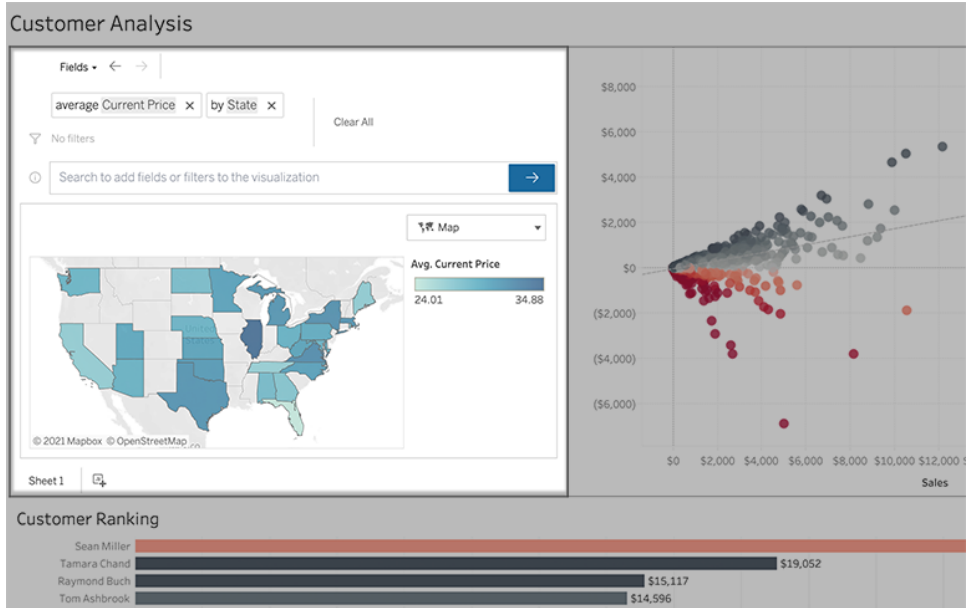 Customer Analysis
Fields
average Current Price × by State ×
Clear All
No filters
Search to add fields or filters to the visualization
Map
Avg. Current Price
24.01 34.88
United
States
© 2021 Mapbox © OpenStreetMap
Sheet 1
$8,000
$6,000
$4,000
$2,000
$0
($2,000)
($4,000)
($6,000)
$0 $2,000 $4,000 $6,000 $8,000 $10,000 $12,000
Sales
Customer Ranking
Sean Miller
Tamara Chand $19,052
Raymond Buch $15,117
Tom Ashbrook $14,596